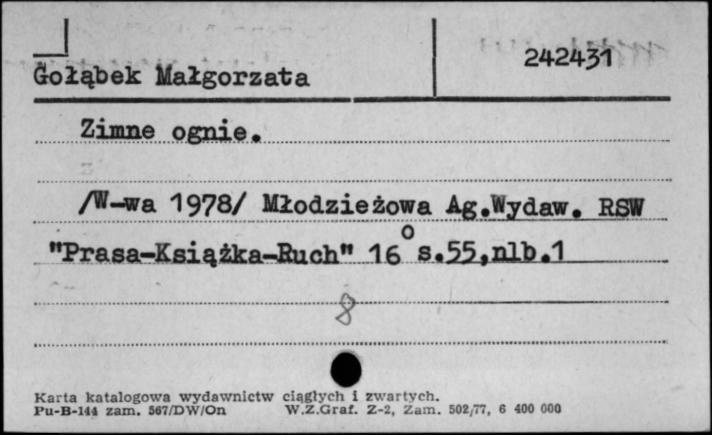 242431
Gołąbek Małgorzata
Zimne ognie.
/W-wa 1978/ Młodzieżowa Ag.Wydaw. RSW
"Prasa-Książka-Ruch" 16° s.55,nlb.1
8
Karta katalogowa wydawnictw ciągłych i zwartych.
Pu-B-144 zam. 567/DW/On W.Z.Graf. Z-2, Zam. 502/77, 6 400 000